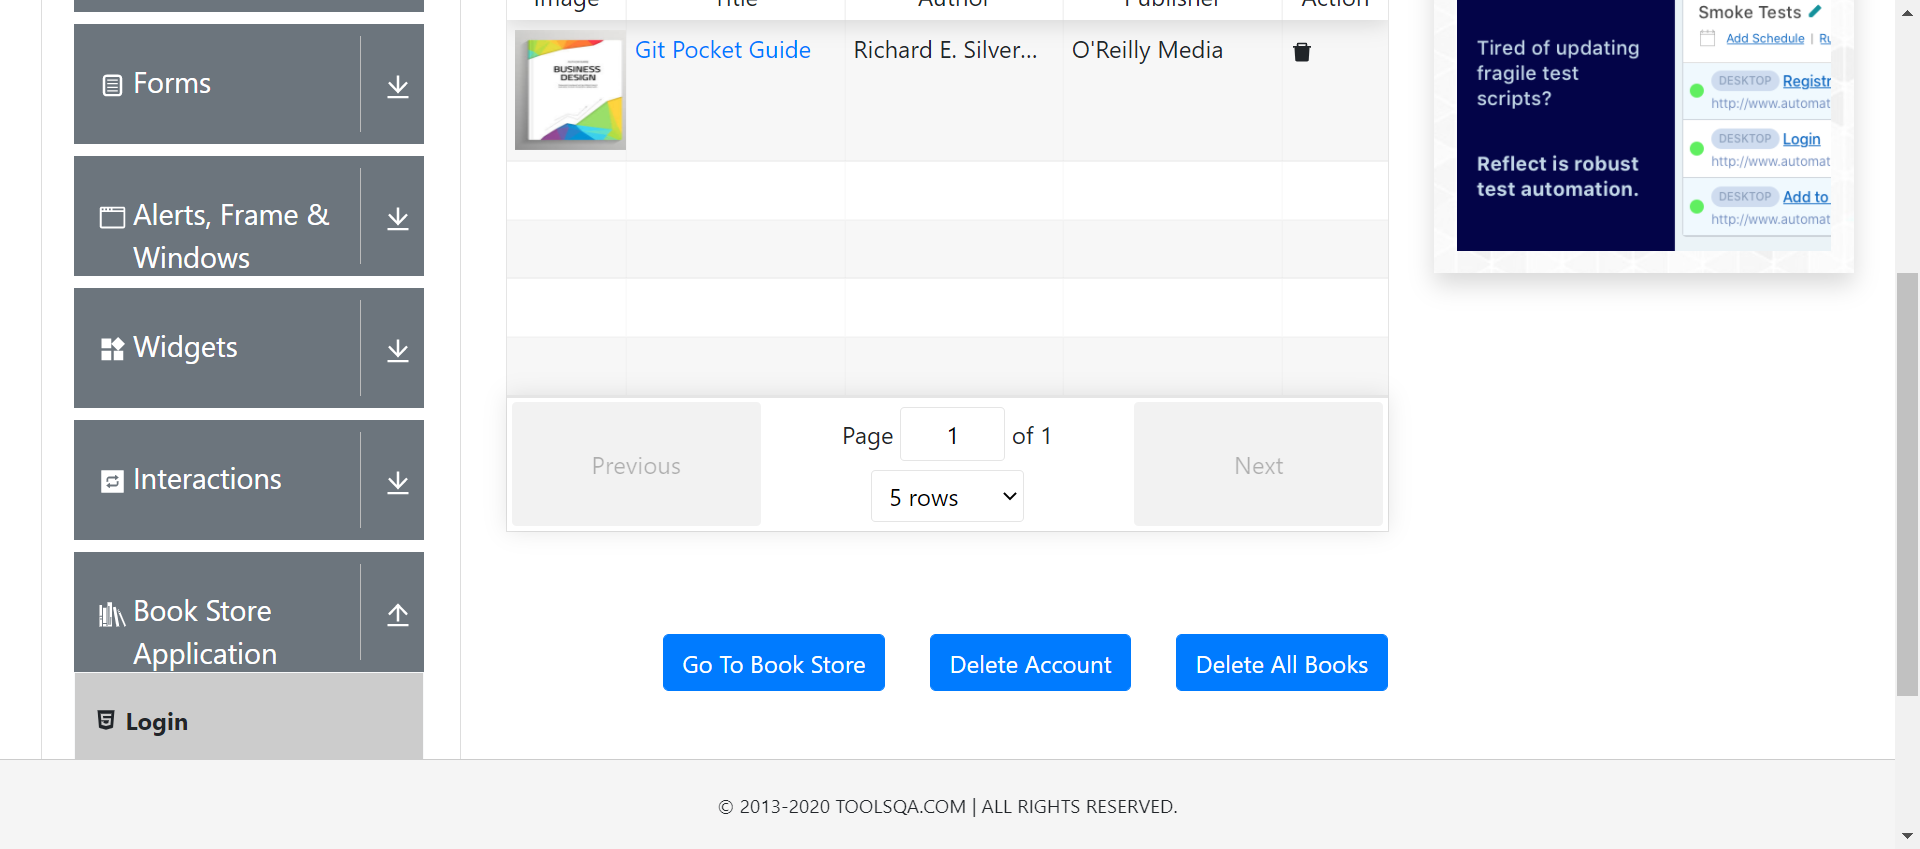 Image Title Author Publisher Action
Git Pocket Guide Richard E. Silver... O'Reilly Media
BUSINESS
DESIGN
Forms
Alerts, Frame &
Windows
Widgets
Interactions
Book Store
Application
Login
Previous
Page 1 of 1
5 rows
Next
Go To Book Store Delete Account Delete All Books
Tired of updating
fragile test
scripts?
Reflect is robust
test automation.
Smoke Tests
Add Schedule | Ru
DESKTOP Registr
http://www.automat
DESKTOP Login
http://www.automat
DESKTOP Add to
http://www.automat
© 2013-2020 TOOLSQA.COM | ALL RIGHTS RESERVED.